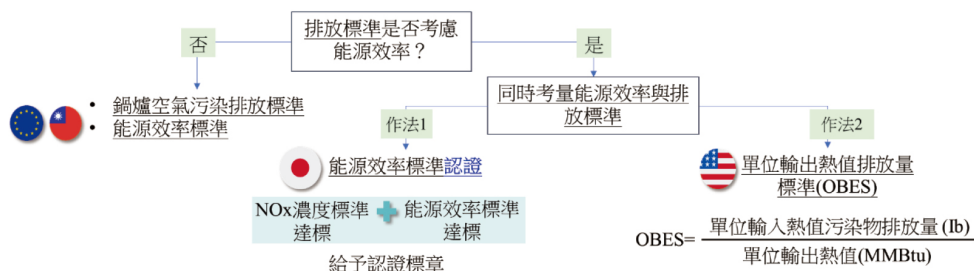 排放標準是否考慮
能源效率？
否
是
• 鍋爐空氣污染排放標準
• 能源效率標準
同時考量能源效率與排
放標準
作法1
作法2
能源效率標準認證
單位輸出熱值排放量
標準(OBES)
NOx濃度標準
達標
能源效率標準
達標
給予認證標章
OBES=
單位輸入熱值污染物排放量(lb)
單位輸出熱值(MMBtu)